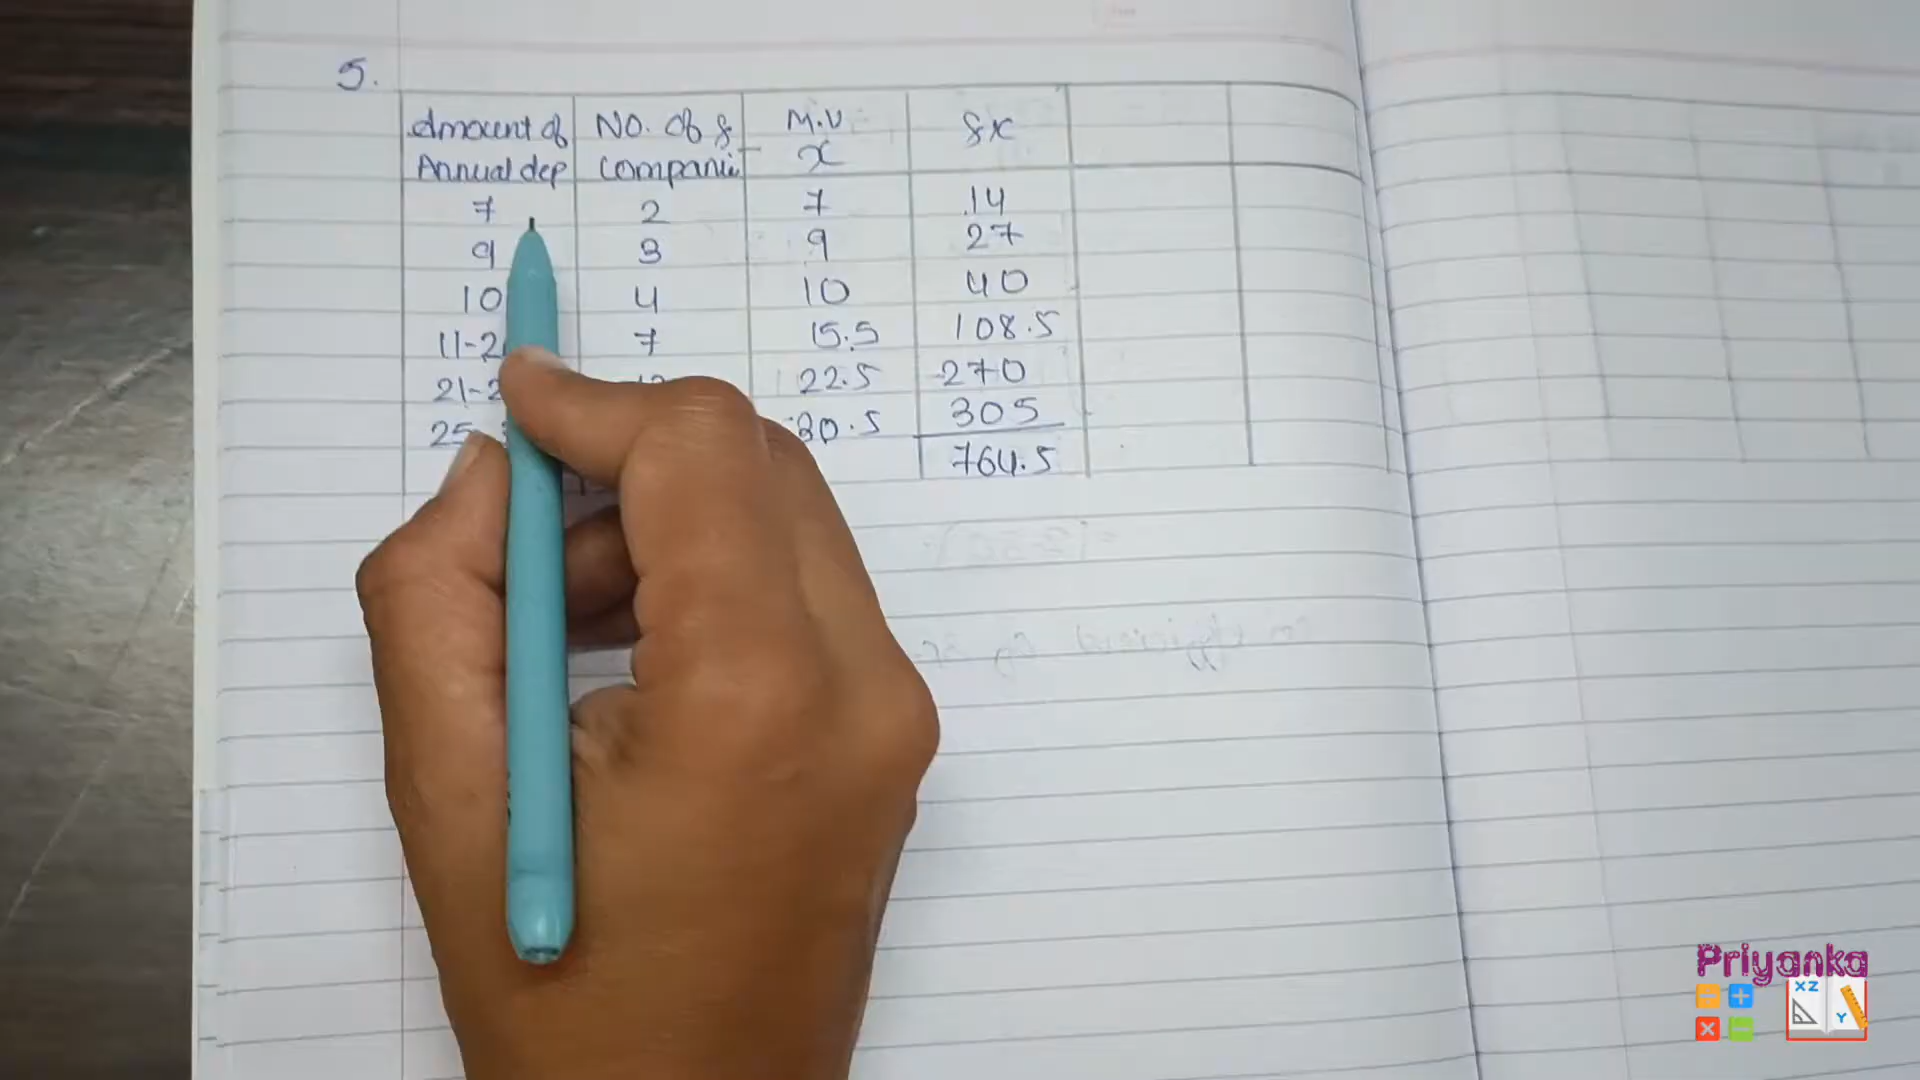 5.
Amount of No. of f M.V fx
Annual dep Companie x
7 2 7 14
9 3 9 27
10 4 10 40
11-2 7 15.5 108.5
21-2 22.5 270
25 30.5 305
764.5
Priyanka
XZ
Y